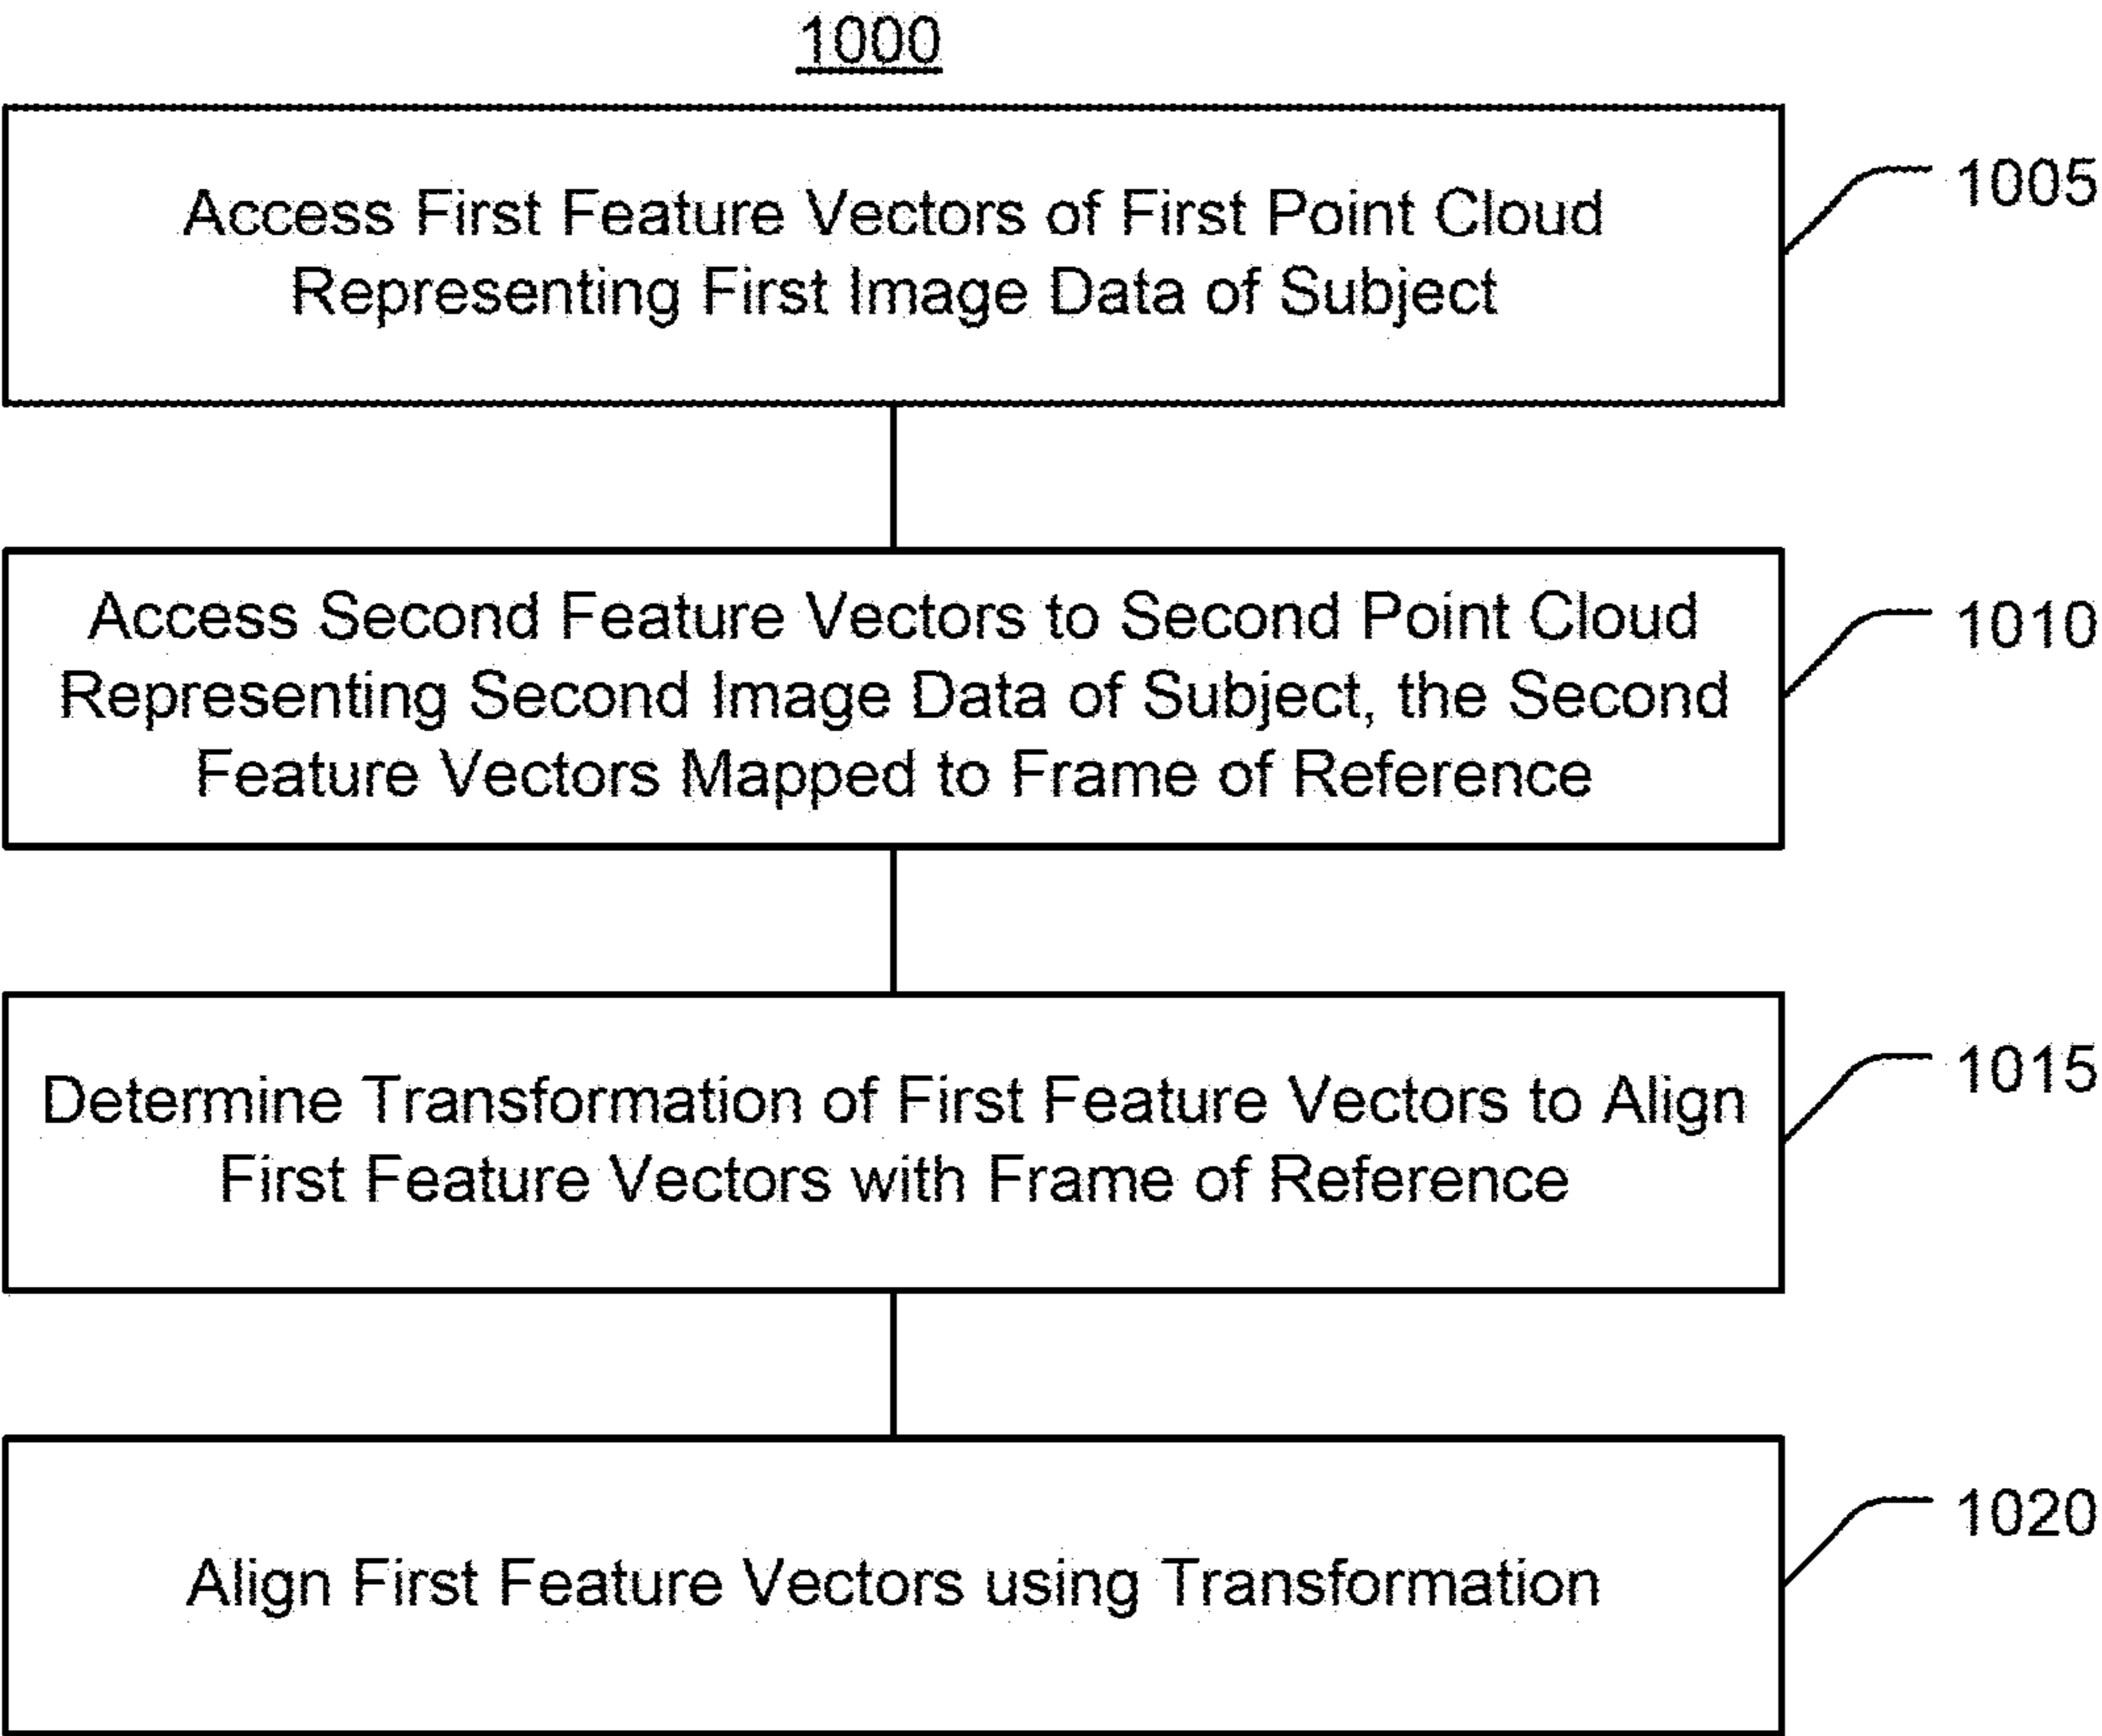 1000
Access First Feature Vectors of First Point Cloud
Representing First Image Data of Subject
1005
Access Second Feature Vectors to Second Point Cloud
Representing Second Image Data of Subject, the Second
Feature Vectors Mapped to Frame of Reference
1010
Determine Transformation of First Feature Vectors to Align
First Feature Vectors with Frame of Reference
1015
Align First Feature Vectors using Transformation
1020